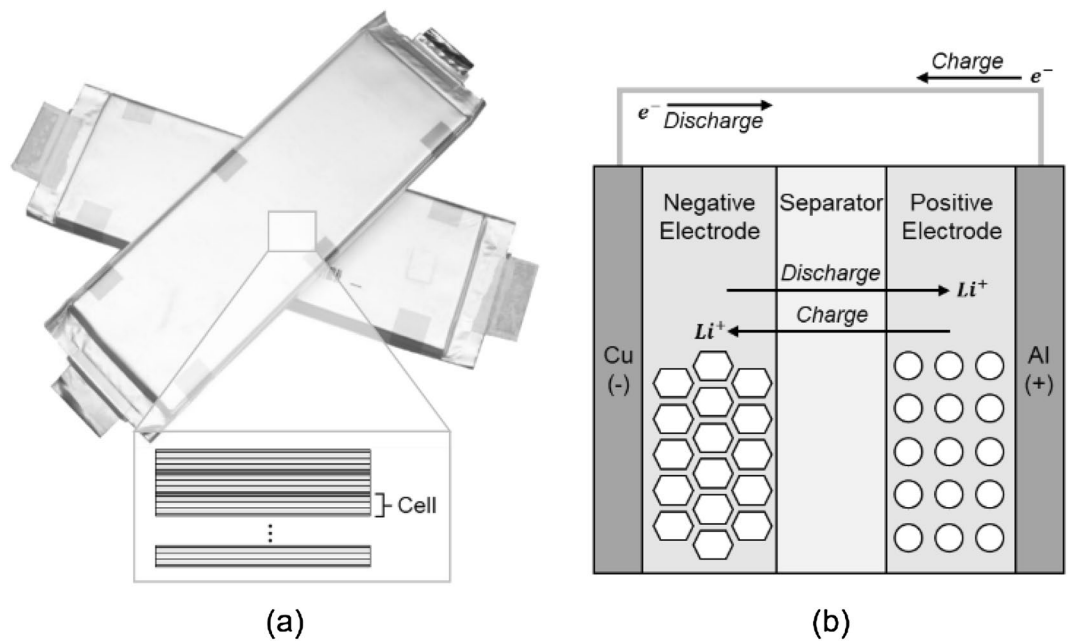 Cell
(a)
Charge
e⁻
e⁻
Discharge
Negative
Electrode
Separator
Positive
Electrode
Discharge
Li⁺
Charge
Li⁺
Cu
(-)
Al
(+)
(b)